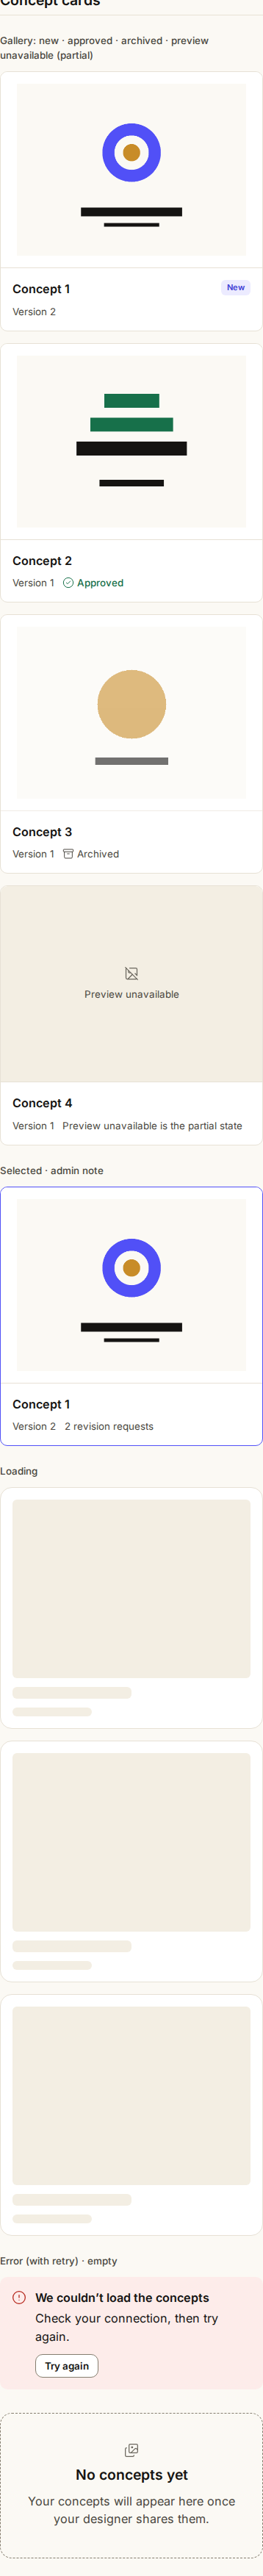 Concept cards
Gallery: new · approved · archived · preview
unavailable (partial)
Concept 1
New
Version 2
Concept 2
Version 1 Approved
Concept 3
Version 1 Archived
Preview unavailable
Concept 4
Version 1 Preview unavailable is the partial state
Selected · admin note
Concept 1
Version 2 2 revision requests
Loading
Error (with retry) · empty
We couldn’t load the concepts
Check your connection, then try
again.
Try again
No concepts yet
Your concepts will appear here once
your designer shares them.